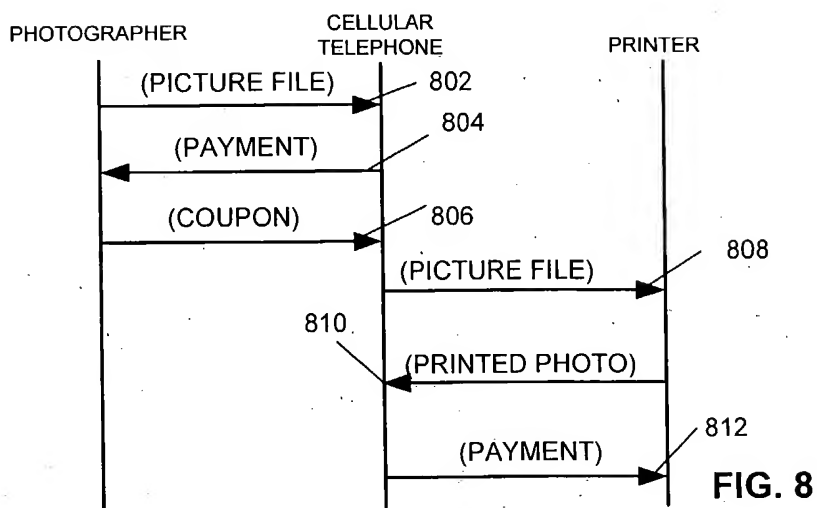 PHOTOGRAPHER
CELLULAR
TELEPHONE
PRINTER
(PICTURE FILE)
802
(PAYMENT)
804
(COUPON)
806
(PICTURE FILE)
808
810
(PRINTED PHOTO)
(PAYMENT)
812
FIG. 8